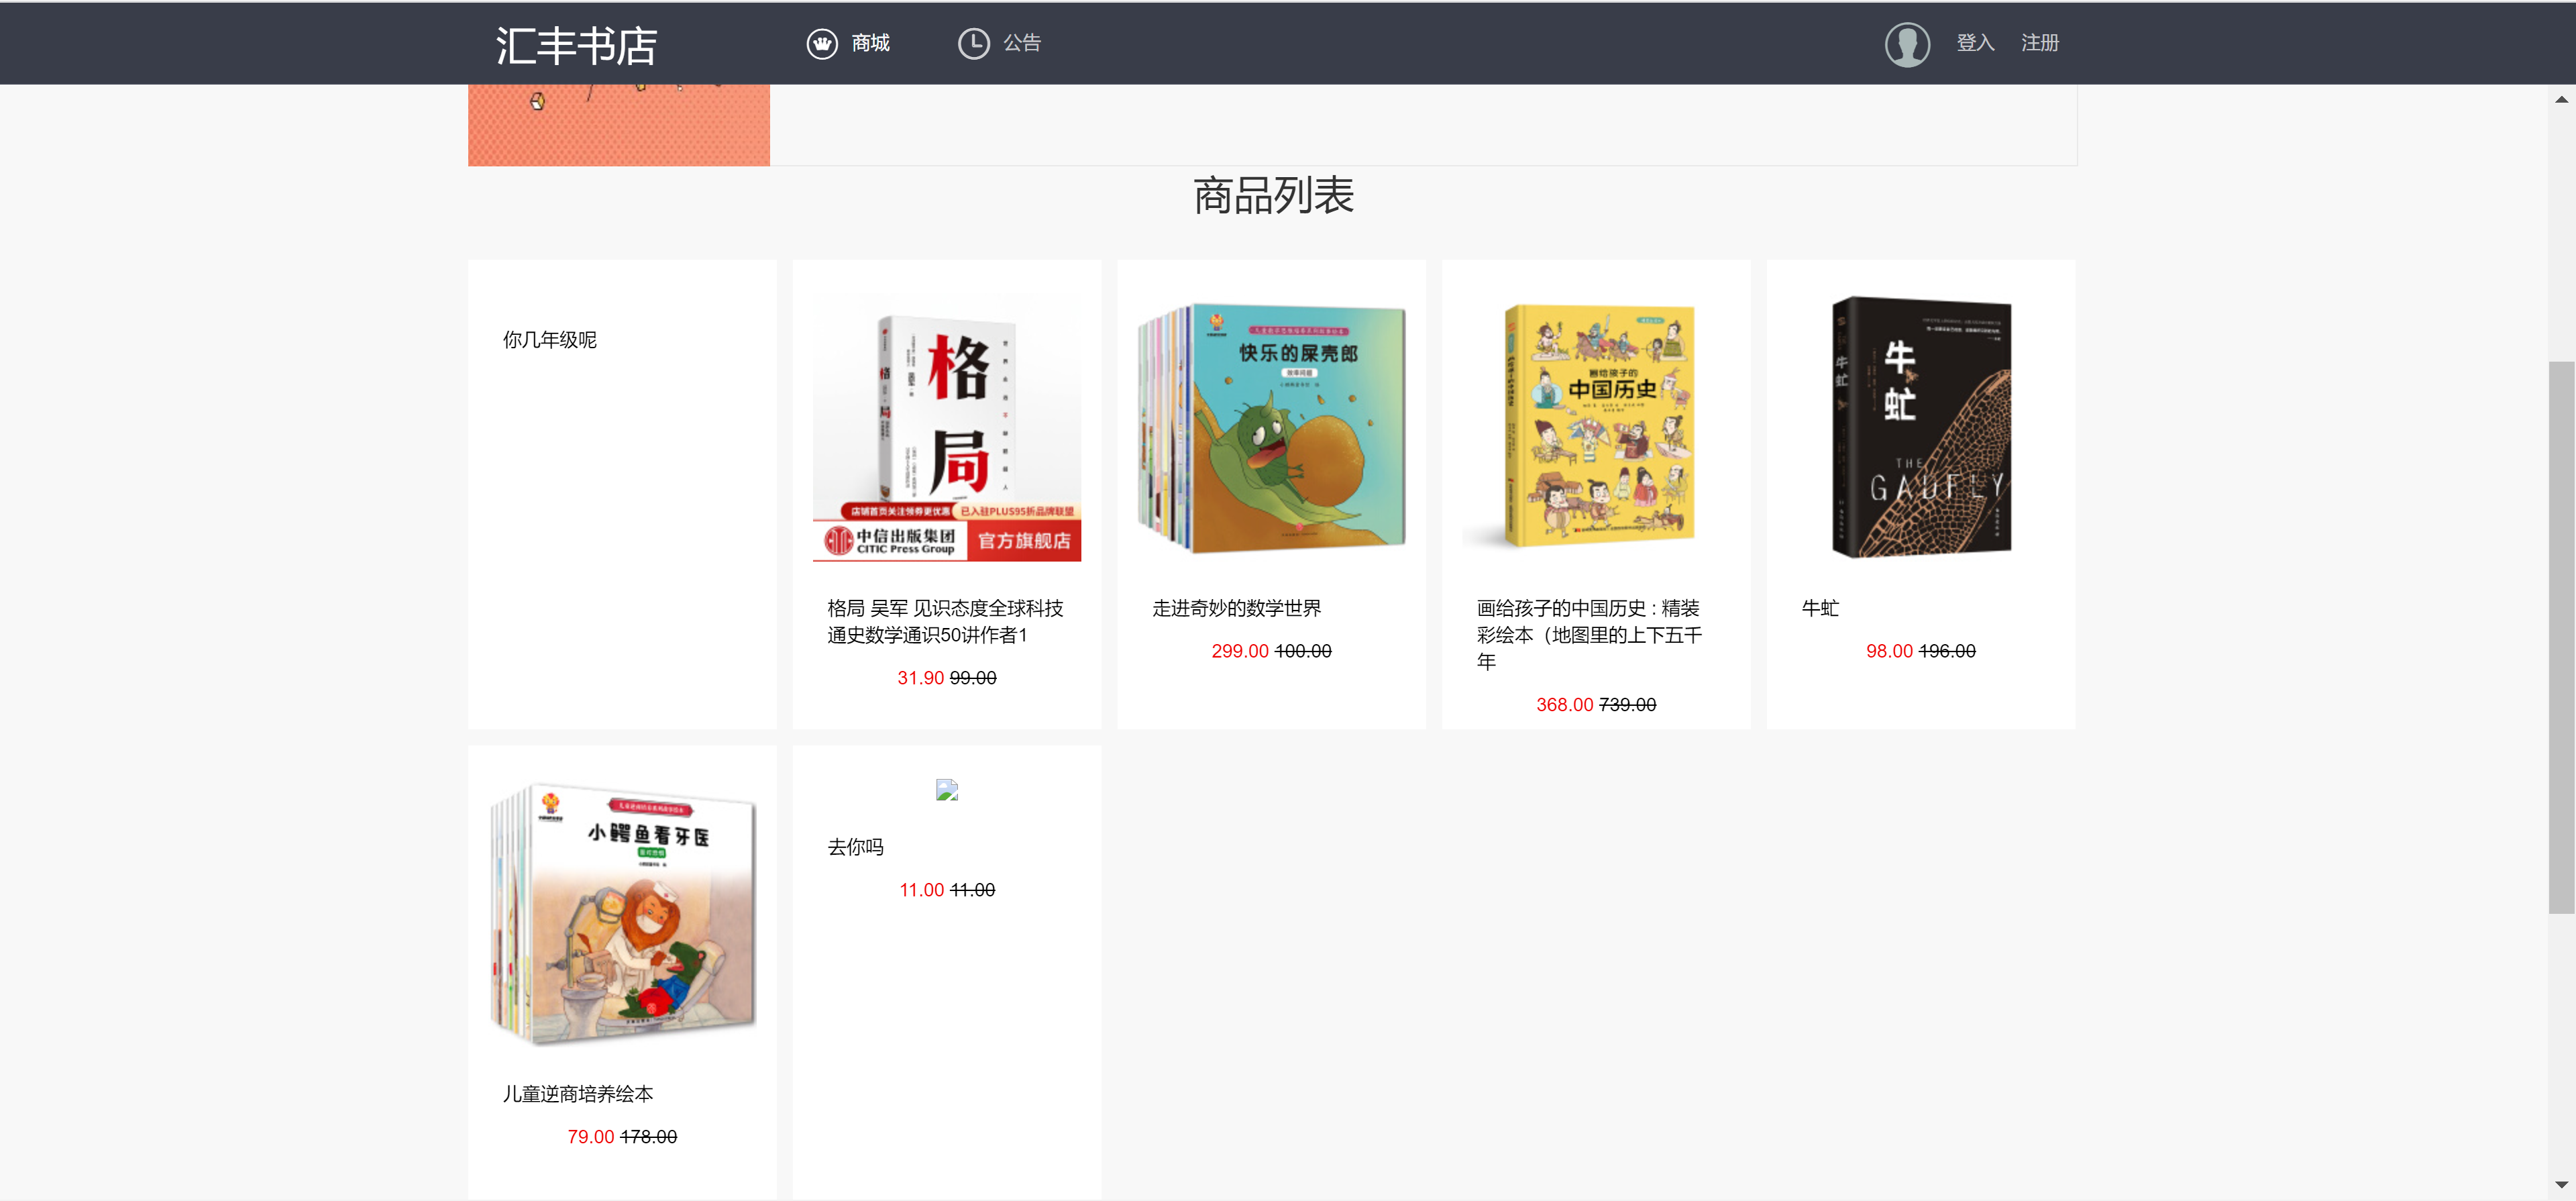 汇丰书店
商城
公告
登入
注册
商品列表
你几年级呢
格
局
店铺首页关注领券更优惠
已入驻PLUS95折品牌联盟
中信出版集团
CITIC Press Group
官方旗舰店
格局 吴军 见识态度全球科技
通史数学通识50讲作者1
31.90 99.00
快乐的屎壳郎
效率问题
走进奇妙的数学世界
299.00 100.00
画给孩子的
中国历史
画给孩子的中国历史 : 精装
彩绘本（地图里的上下五千
年
368.00 739.00
牛虻
牛
虻
THE
GADFLY
牛虻
98.00 196.00
小鳄鱼看牙医
儿童逆商培养绘本
79.00 178.00
去你吗
11.00 11.00